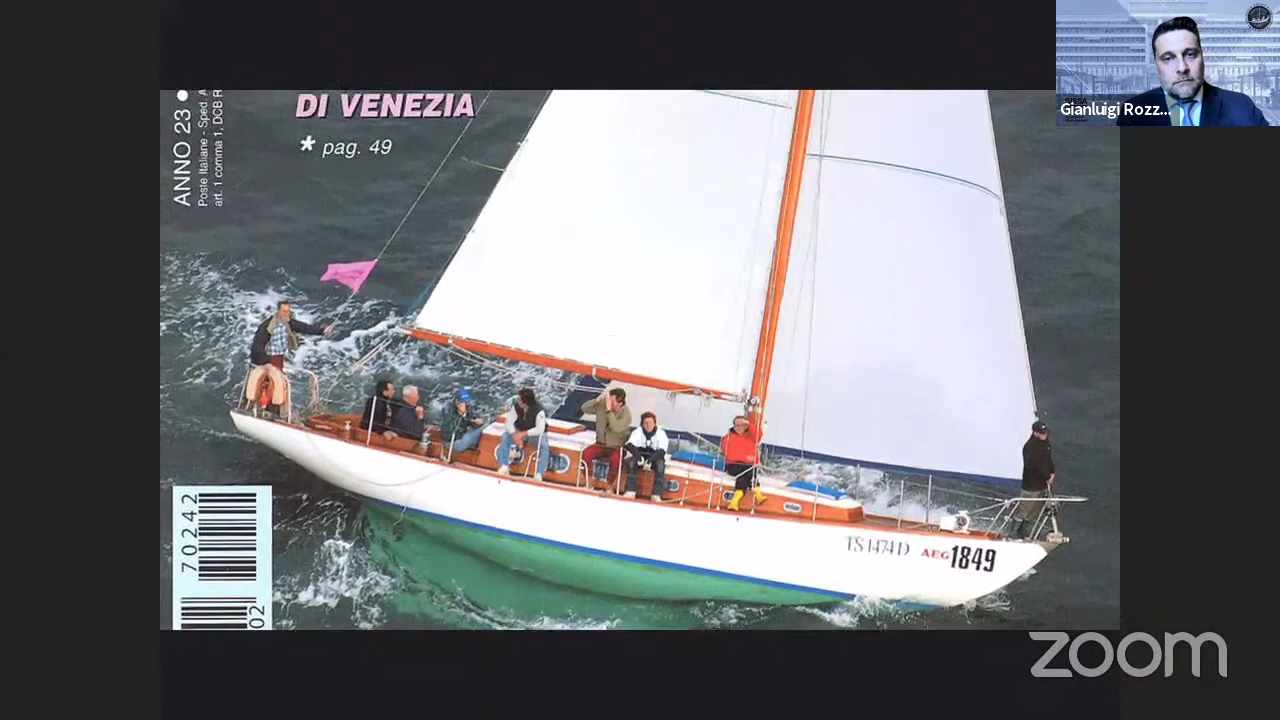 DI VENEZIA
* pag. 49
ANNO 23 •
Poste Italiane - Sped. A
art. 1 comma 1, DCB R
Gianluigi Rozz...
TS 1474 D AEG 1849
70242
02
zoom